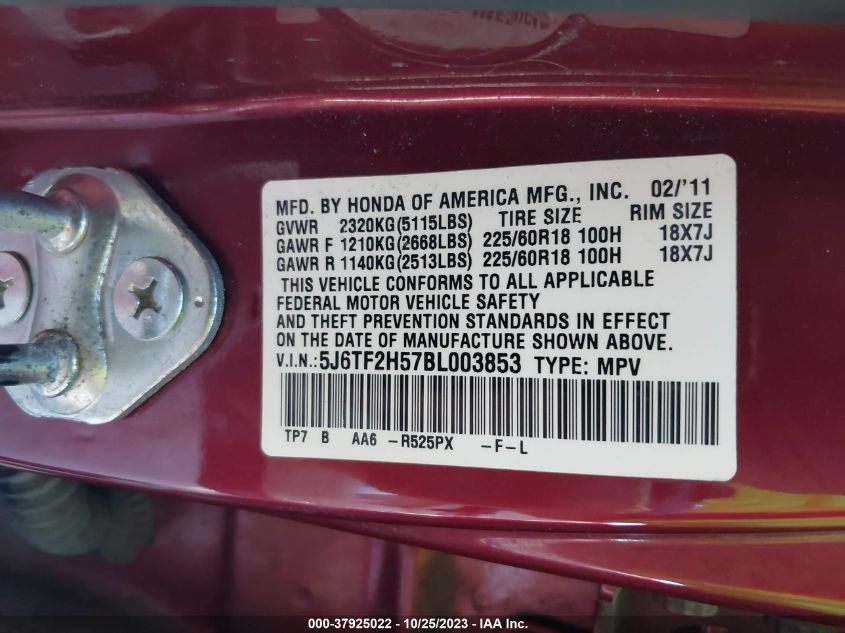 MFD. BY HONDA OF AMERICA MFG., INC. 02/'11
GVWR 2320KG(5115LBS) TIRE SIZE RIM SIZE
GAWR F 1210KG(2668LBS) 225/60R18 100H 18X7J
GAWR R 1140KG(2513LBS) 225/60R18 100H 18X7J
THIS VEHICLE CONFORMS TO ALL APPLICABLE
FEDERAL MOTOR VEHICLE SAFETY
AND THEFT PREVENTION STANDARDS IN EFFECT
ON THE DATE OF MANUFACTURE SHOWN ABOVE.
V.I.N.:5J6TF2H57BL003853 TYPE: MPV
TP7 B AA6 -R525PX -F-L
000-37925022 - 10/25/2023 - IAA Inc.